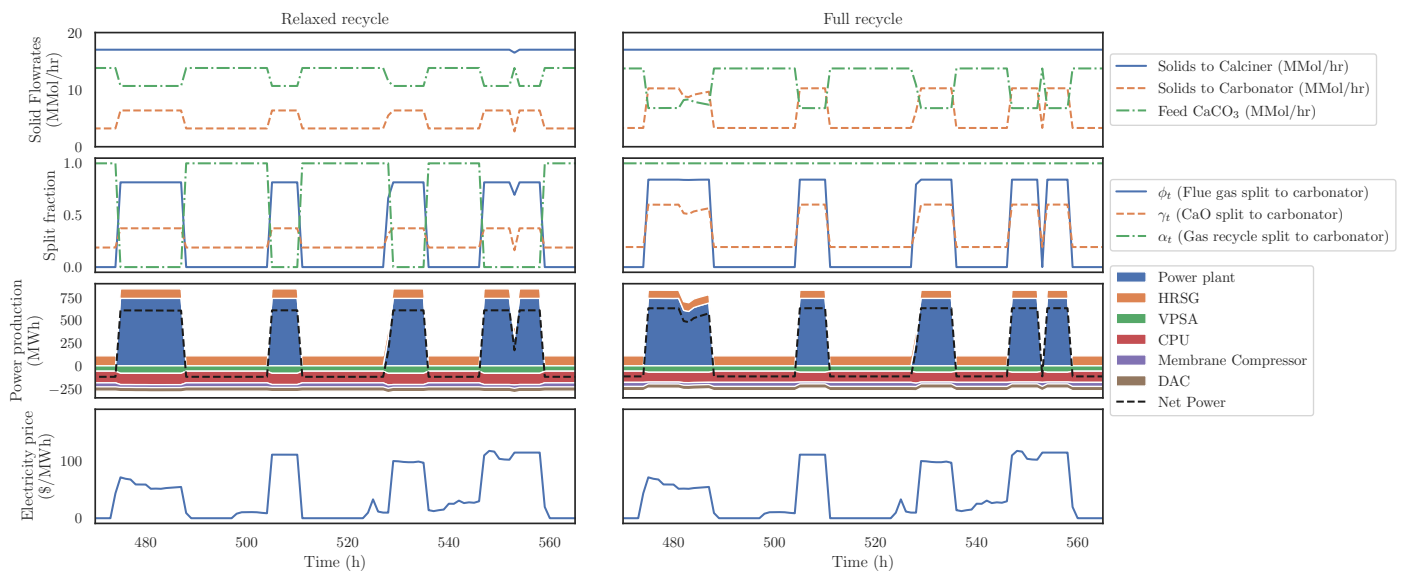 Relaxed recycle
Full recycle
Solid Flowrates
(MMol/hr)
20
10
0
Solids to Calciner (MMol/hr)
Solids to Carbonator (MMol/hr)
Feed CaCO₃ (MMol/hr)
Split fraction
1.0
0.5
0.0
ϕₜ (Flue gas split to carbonator)
γₜ (CaO split to carbonator)
αₜ (Gas recycle split to carbonator)
Power production
(MWh)
750
500
250
0
−250
Power plant
HRSG
VPSA
CPU
Membrane Compressor
DAC
Net Power
Electricity price
($/MWh)
100
0
480 500 520 540 560
480 500 520 540 560
Time (h)
Time (h)